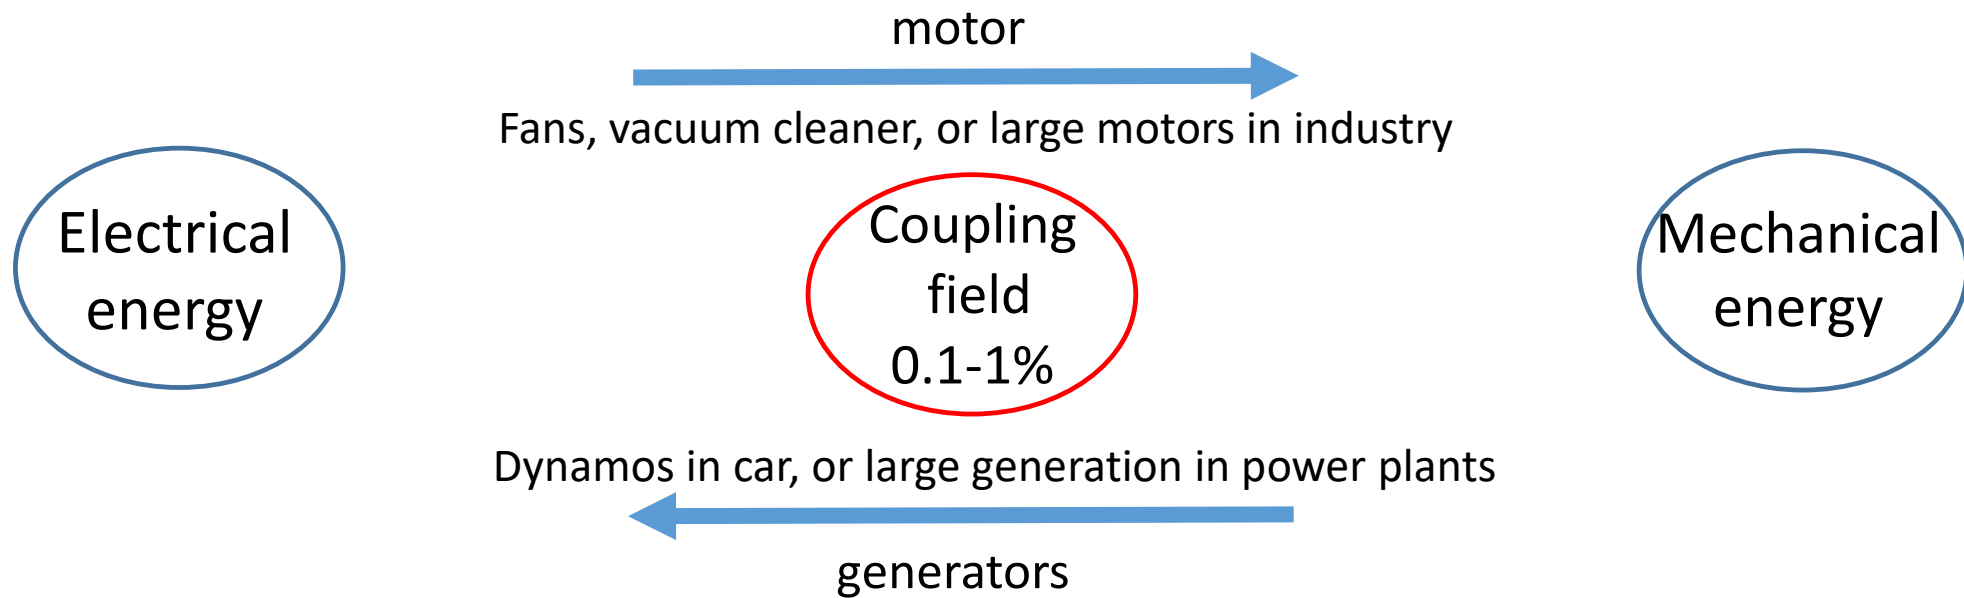 motor
Fans, vacuum cleaner, or large motors in industry
Electrical
energy
Coupling
field
0.1-1%
Mechanical
energy
Dynamos in car, or large generation in power plants
generators